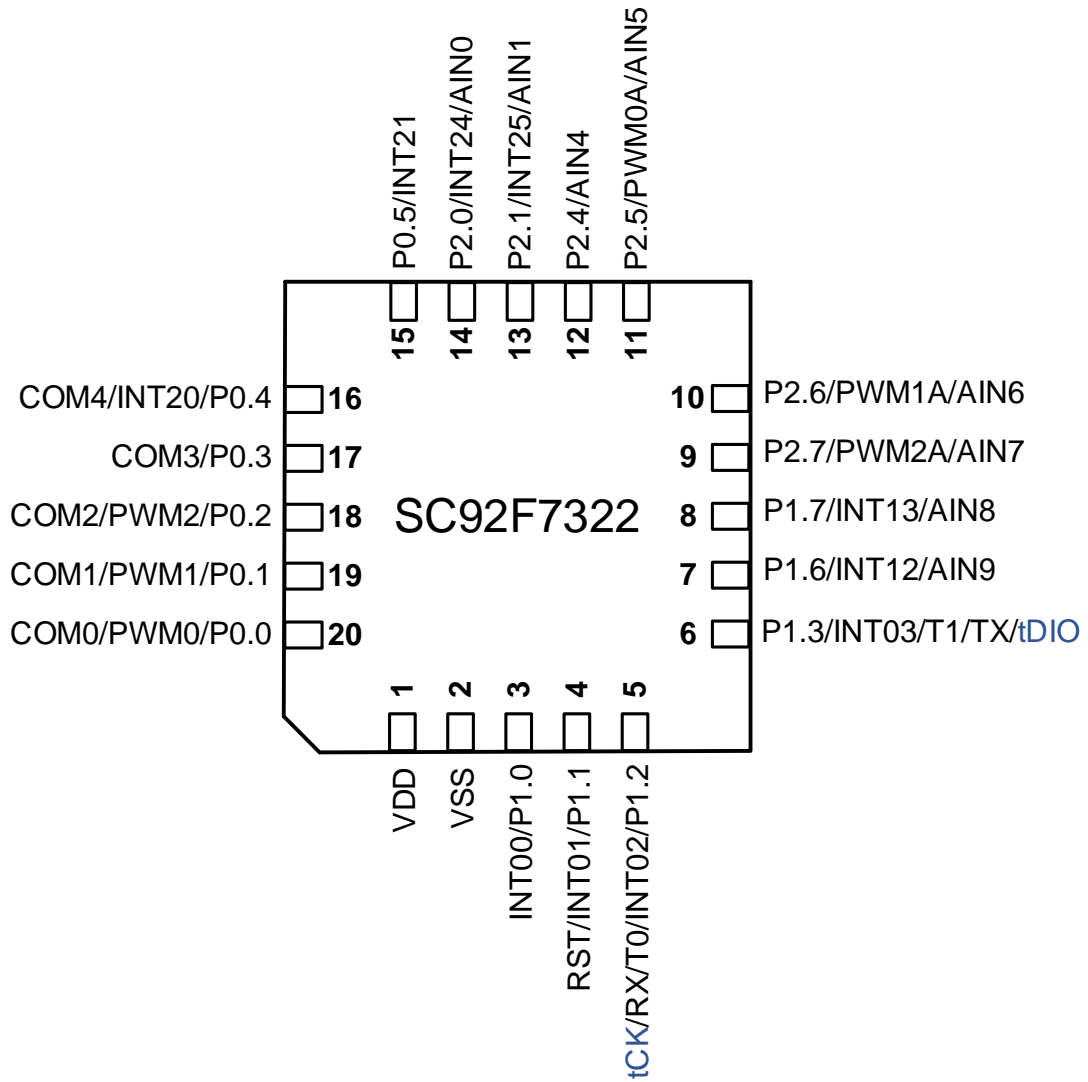 P0.5/INT21
P2.0/INT24/AIN0
P2.1/INT25/AIN1
P2.4/AIN4
P2.5/PWM0A/AIN5
15
14
13
12
11
COM4/INT20/P0.4
16
10
P2.6/PWM1A/AIN6
COM3/P0.3
17
9
P2.7/PWM2A/AIN7
COM2/PWM2/P0.2
18
SC92F7322
8
P1.7/INT13/AIN8
COM1/PWM1/P0.1
19
7
P1.6/INT12/AIN9
COM0/PWM0/P0.0
20
6
P1.3/INT03/T1/TX/tDIO
1
2
3
4
5
VDD
VSS
INT00/P1.0
RST/INT01/P1.1
tCK/RX/T0/INT02/P1.2